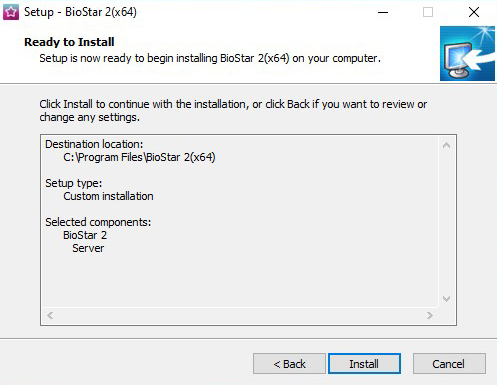 Setup - BioStar 2(x64)
Ready to Install
Setup is now ready to begin installing BioStar 2(x64) on your computer.
Click Install to continue with the installation, or click Back if you want to review or
change any settings.
Destination location:
C:\Program Files\BioStar 2(x64)
Setup type:
Custom installation
Selected components:
BioStar 2
Server
< Back
Install
Cancel